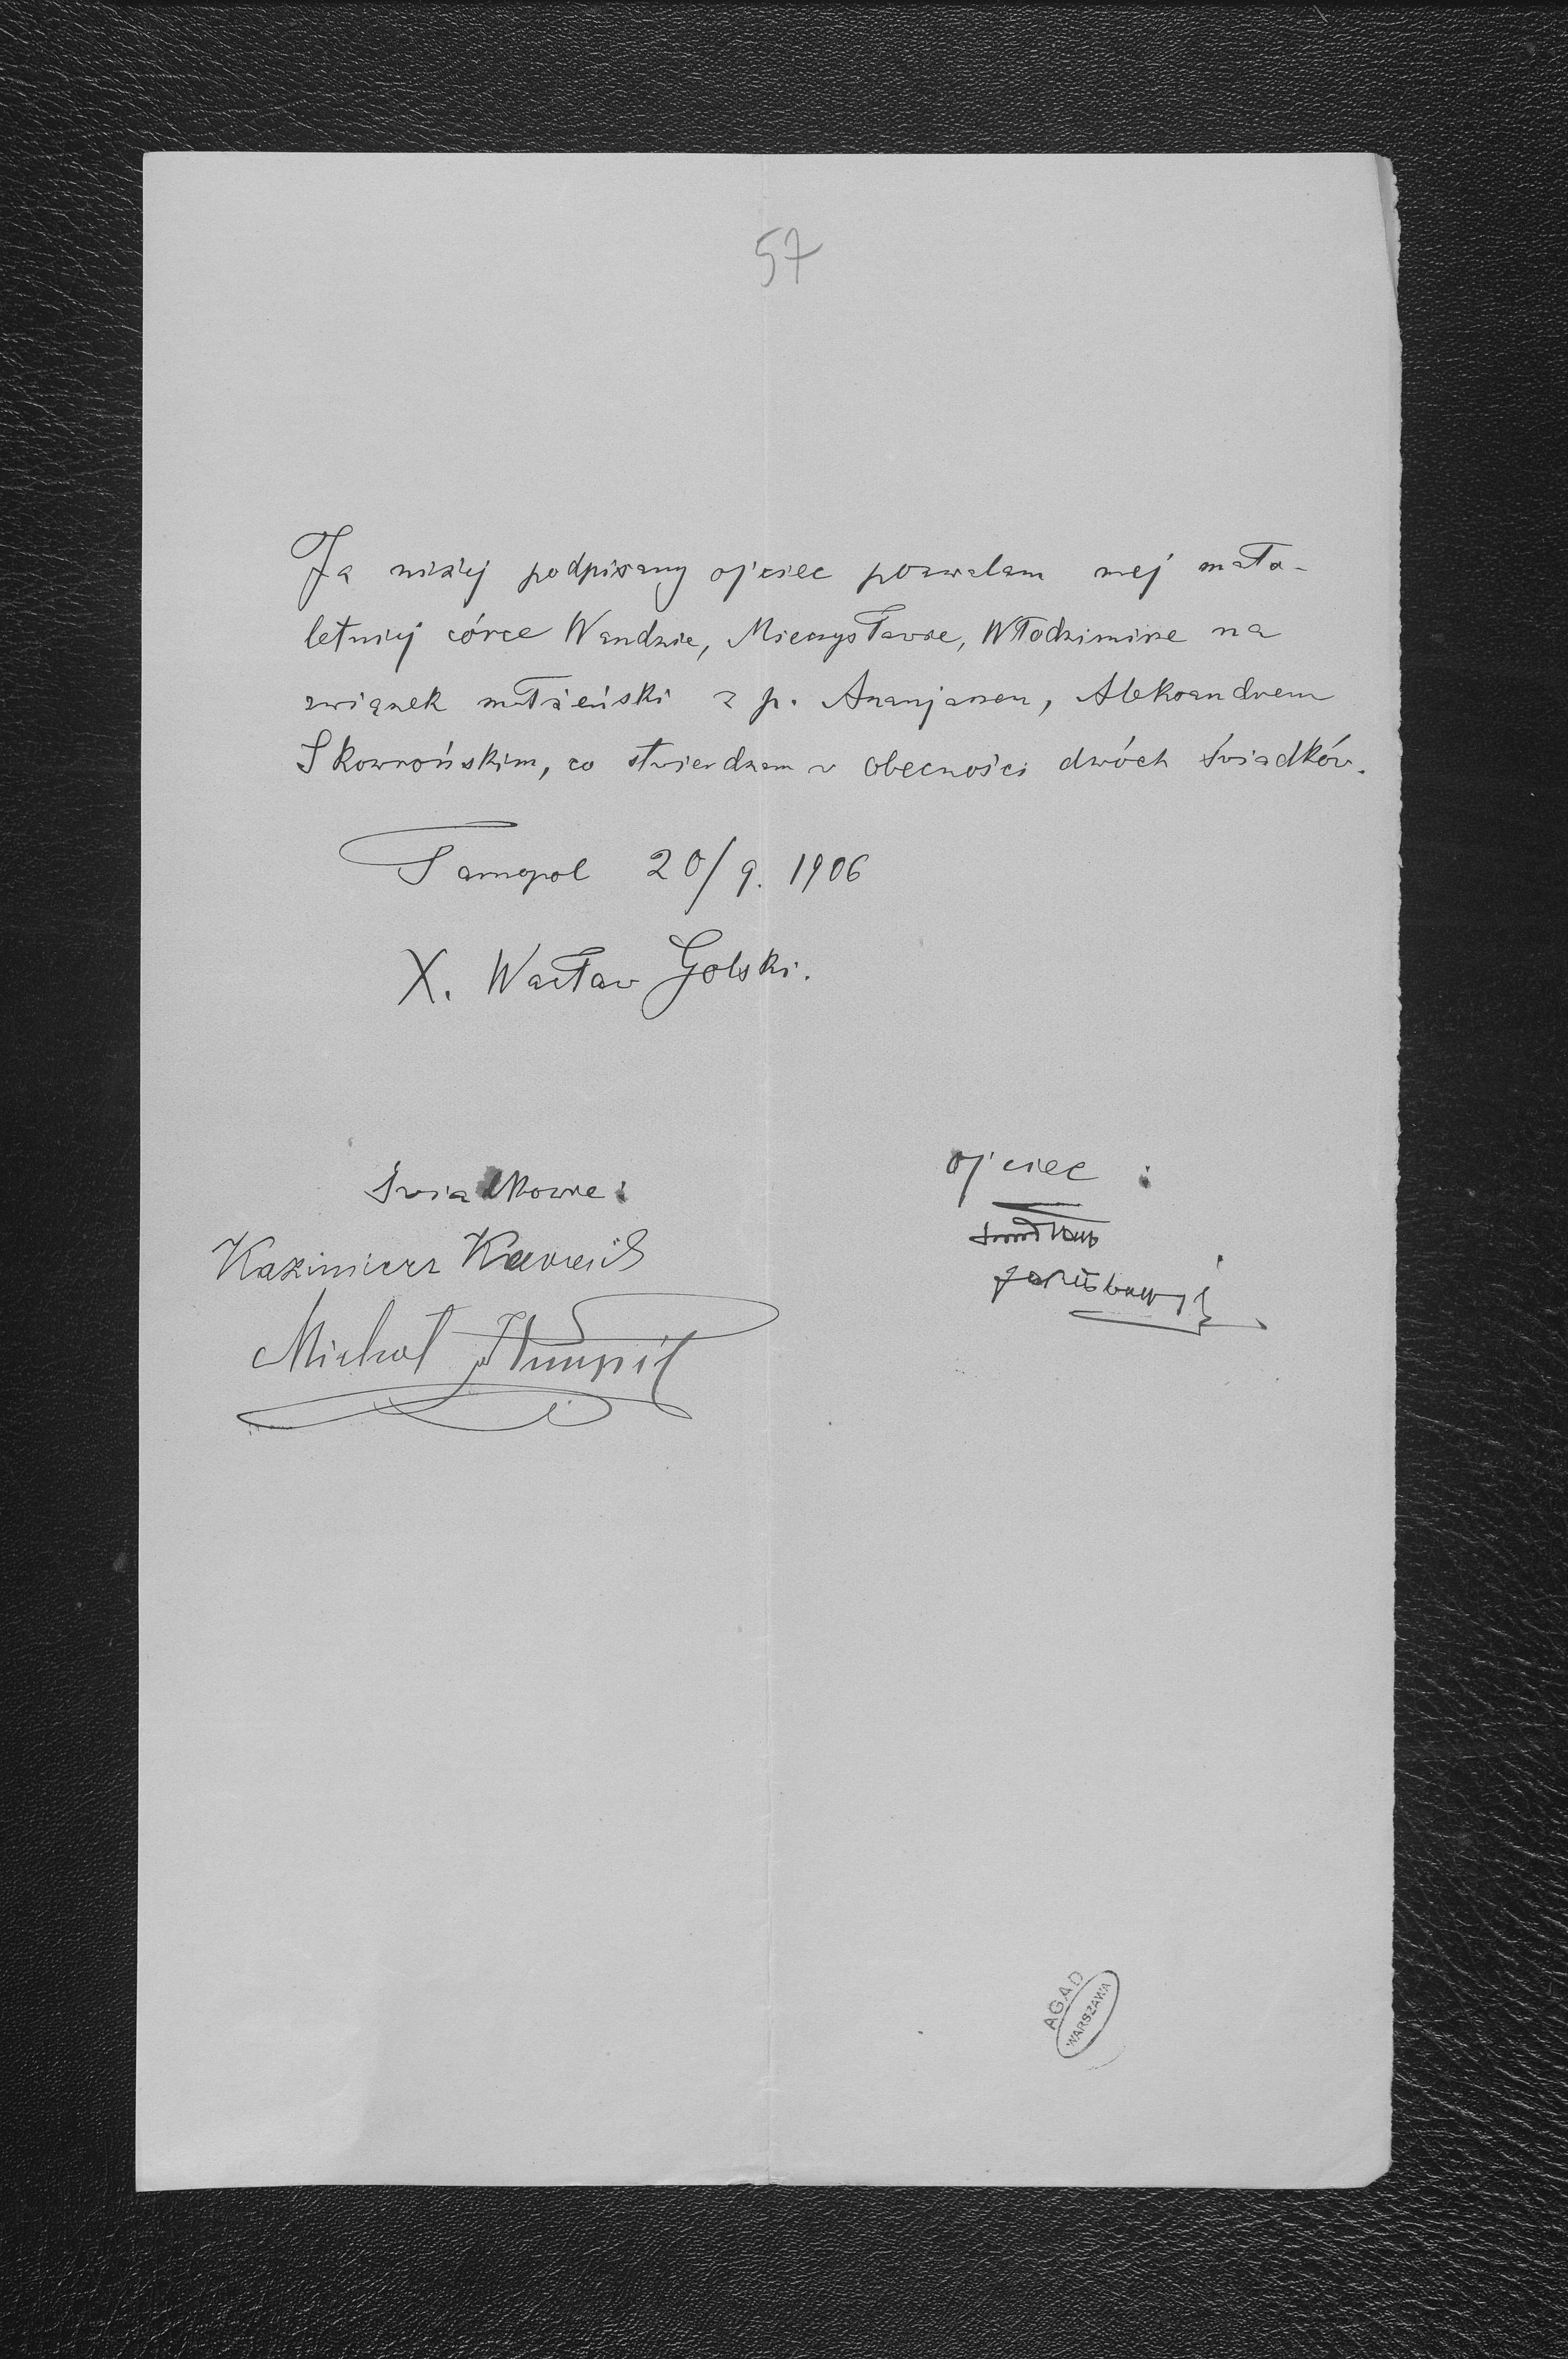 57
Ja niżej podpisany ojciec pozwalam mej mało-
letniej córce Wandzie, Mieczysławie, Włodzimirze na
związek małżeński z p. Ananjaszem, Aleksandrem
Skowrońskim, co stwierdzam w obecności dwóch świadków.
Tarnopol 20/9. 1906
X. Wacław Golski.
Świadkowie:
ojciec :
Kazimierz
Michał
AGAD
WARSZAWA